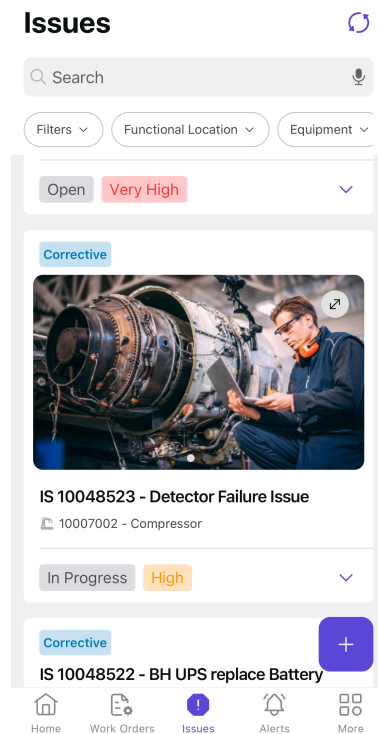 Issues
Search
Filters
Functional Location
Equipment
Open
Very High
Corrective
IS 10048523 - Detector Failure Issue
10007002 - Compressor
In Progress
High
Corrective
IS 10048522 - BH UPS replace Battery
Home
Work Orders
Issues
Alerts
More